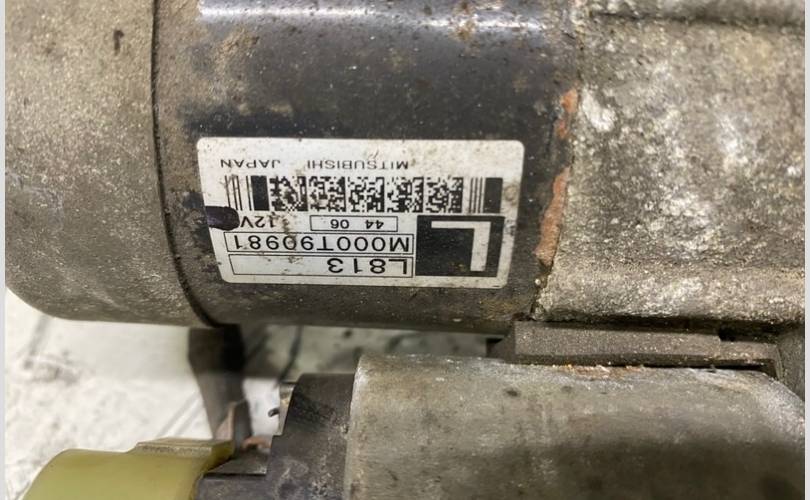 L L813
M000T90981
44 06 12V
MITSUBISHI JAPAN